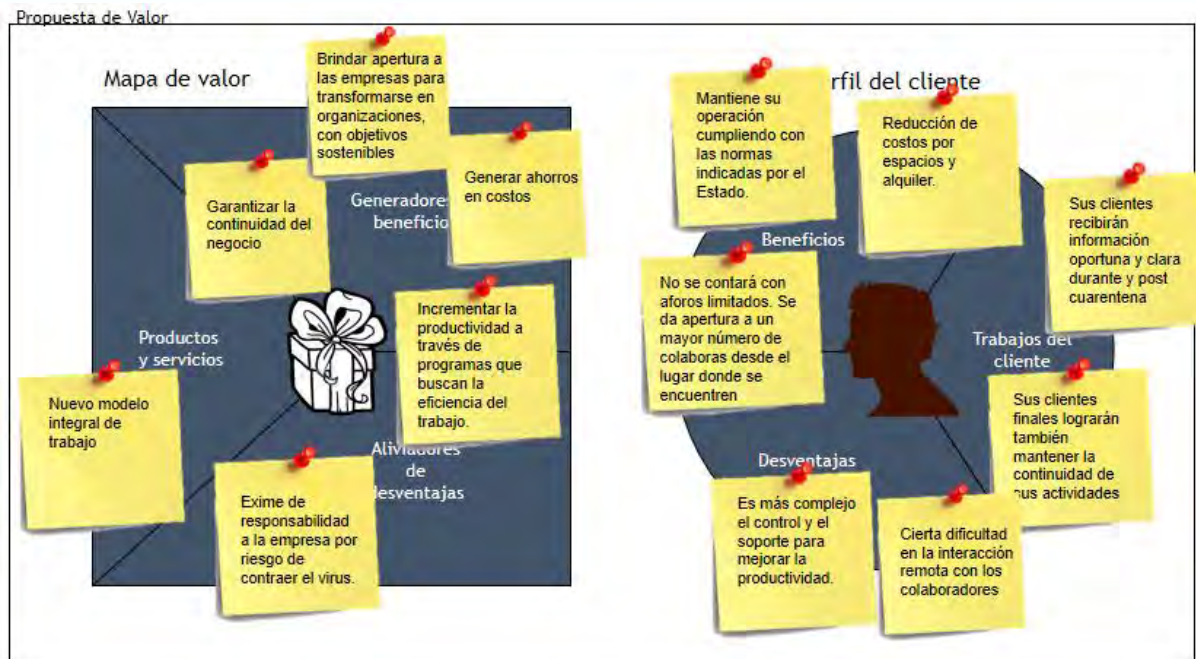 Propuesta de Valor
Mapa de valor
Brindar apertura a
las empresas para
transformarse en
organizaciones,
con objetivos
sostenibles
Generar ahorros
en costos
Garantizar la
continuidad del
negocio
Generadores
beneficio
Incrementar la
productividad a
través de
programas que
buscan la
eficiencia del
trabajo.
Productos
y servicios
Nuevo modelo
integral de
trabajo
Aliviadores
de
desventajas
Exime de
responsabilidad
a la empresa por
riesgo de
contraer el virus.
rfil del cliente
Mantiene su
operación
cumpliendo con
las normas
indicadas por el
Estado.
Reducción de
costos por
espacios y
alquiler.
Sus clientes
recibirán
información
oportuna y clara
durante y post
cuarentena
Beneficios
No se contará con
aforos limitados. Se
da apertura a un
mayor número de
colaboras desde el
lugar donde se
encuentren
Trabajos del
cliente
Sus clientes
finales lograrán
también
mantener la
continuidad de
sus actividades
Desventajas
Es más complejo
el control y el
soporte para
mejorar la
productividad.
Cierta dificultad
en la interacción
remota con los
colaboradores